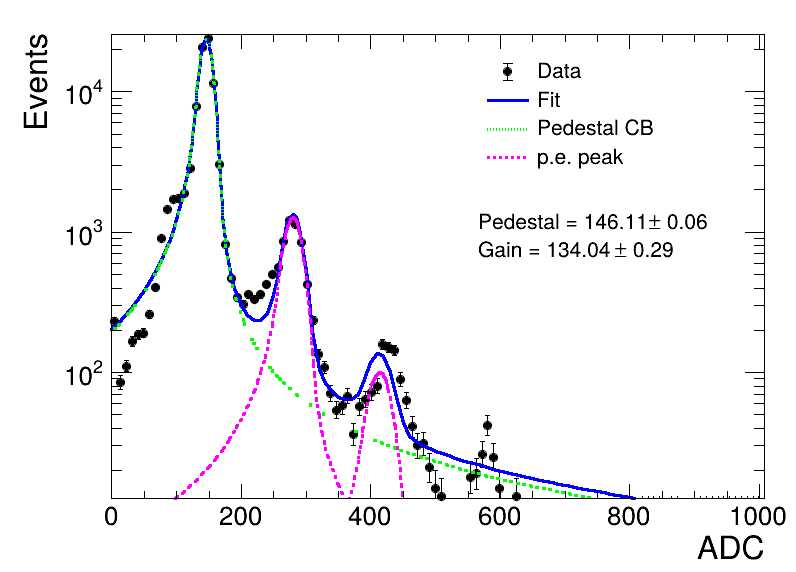 Events
10^4
10^3
10^2
Data
Fit
Pedestal CB
p.e. peak
Pedestal = 146.11± 0.06
Gain = 134.04 ± 0.29
0 200 400 600 800 1000
ADC